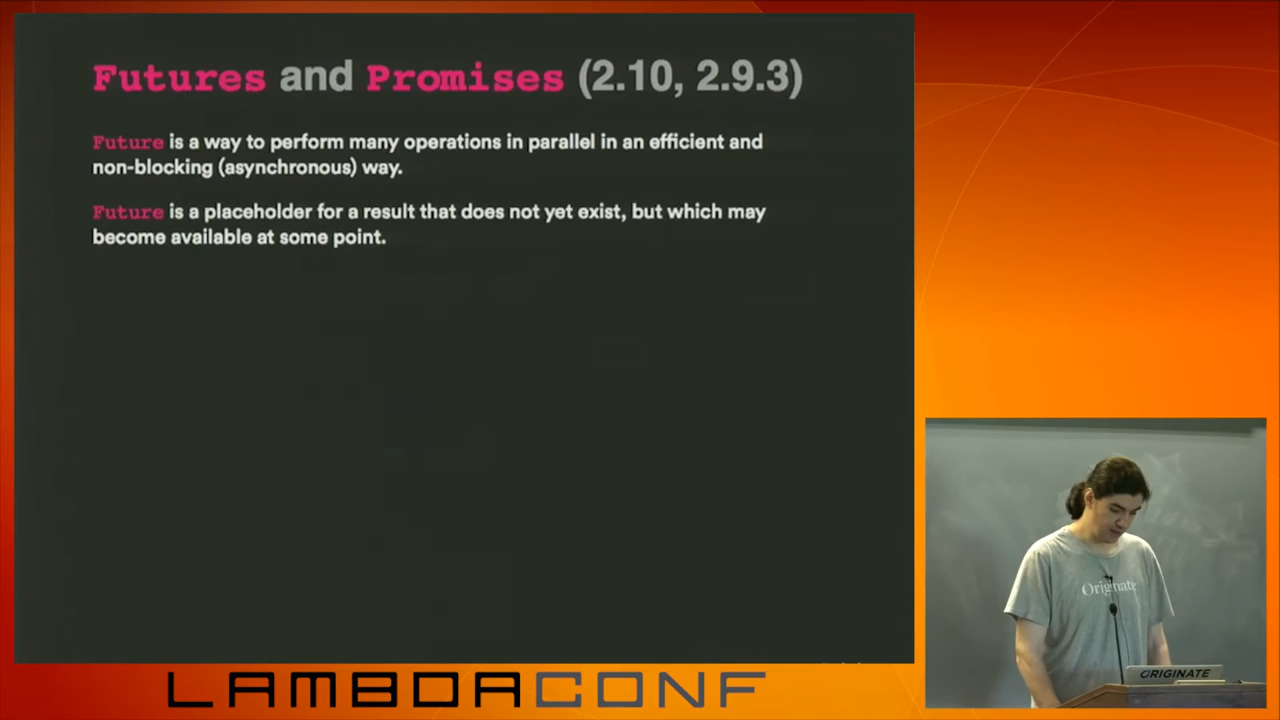 Futures and Promises (2.10, 2.9.3)
Future is a way to perform many operations in parallel in an efficient and
non-blocking (asynchronous) way.
Future is a placeholder for a result that does not yet exist, but which may
become available at some point.
Originate
ORIGINATE
LAMBDACONF